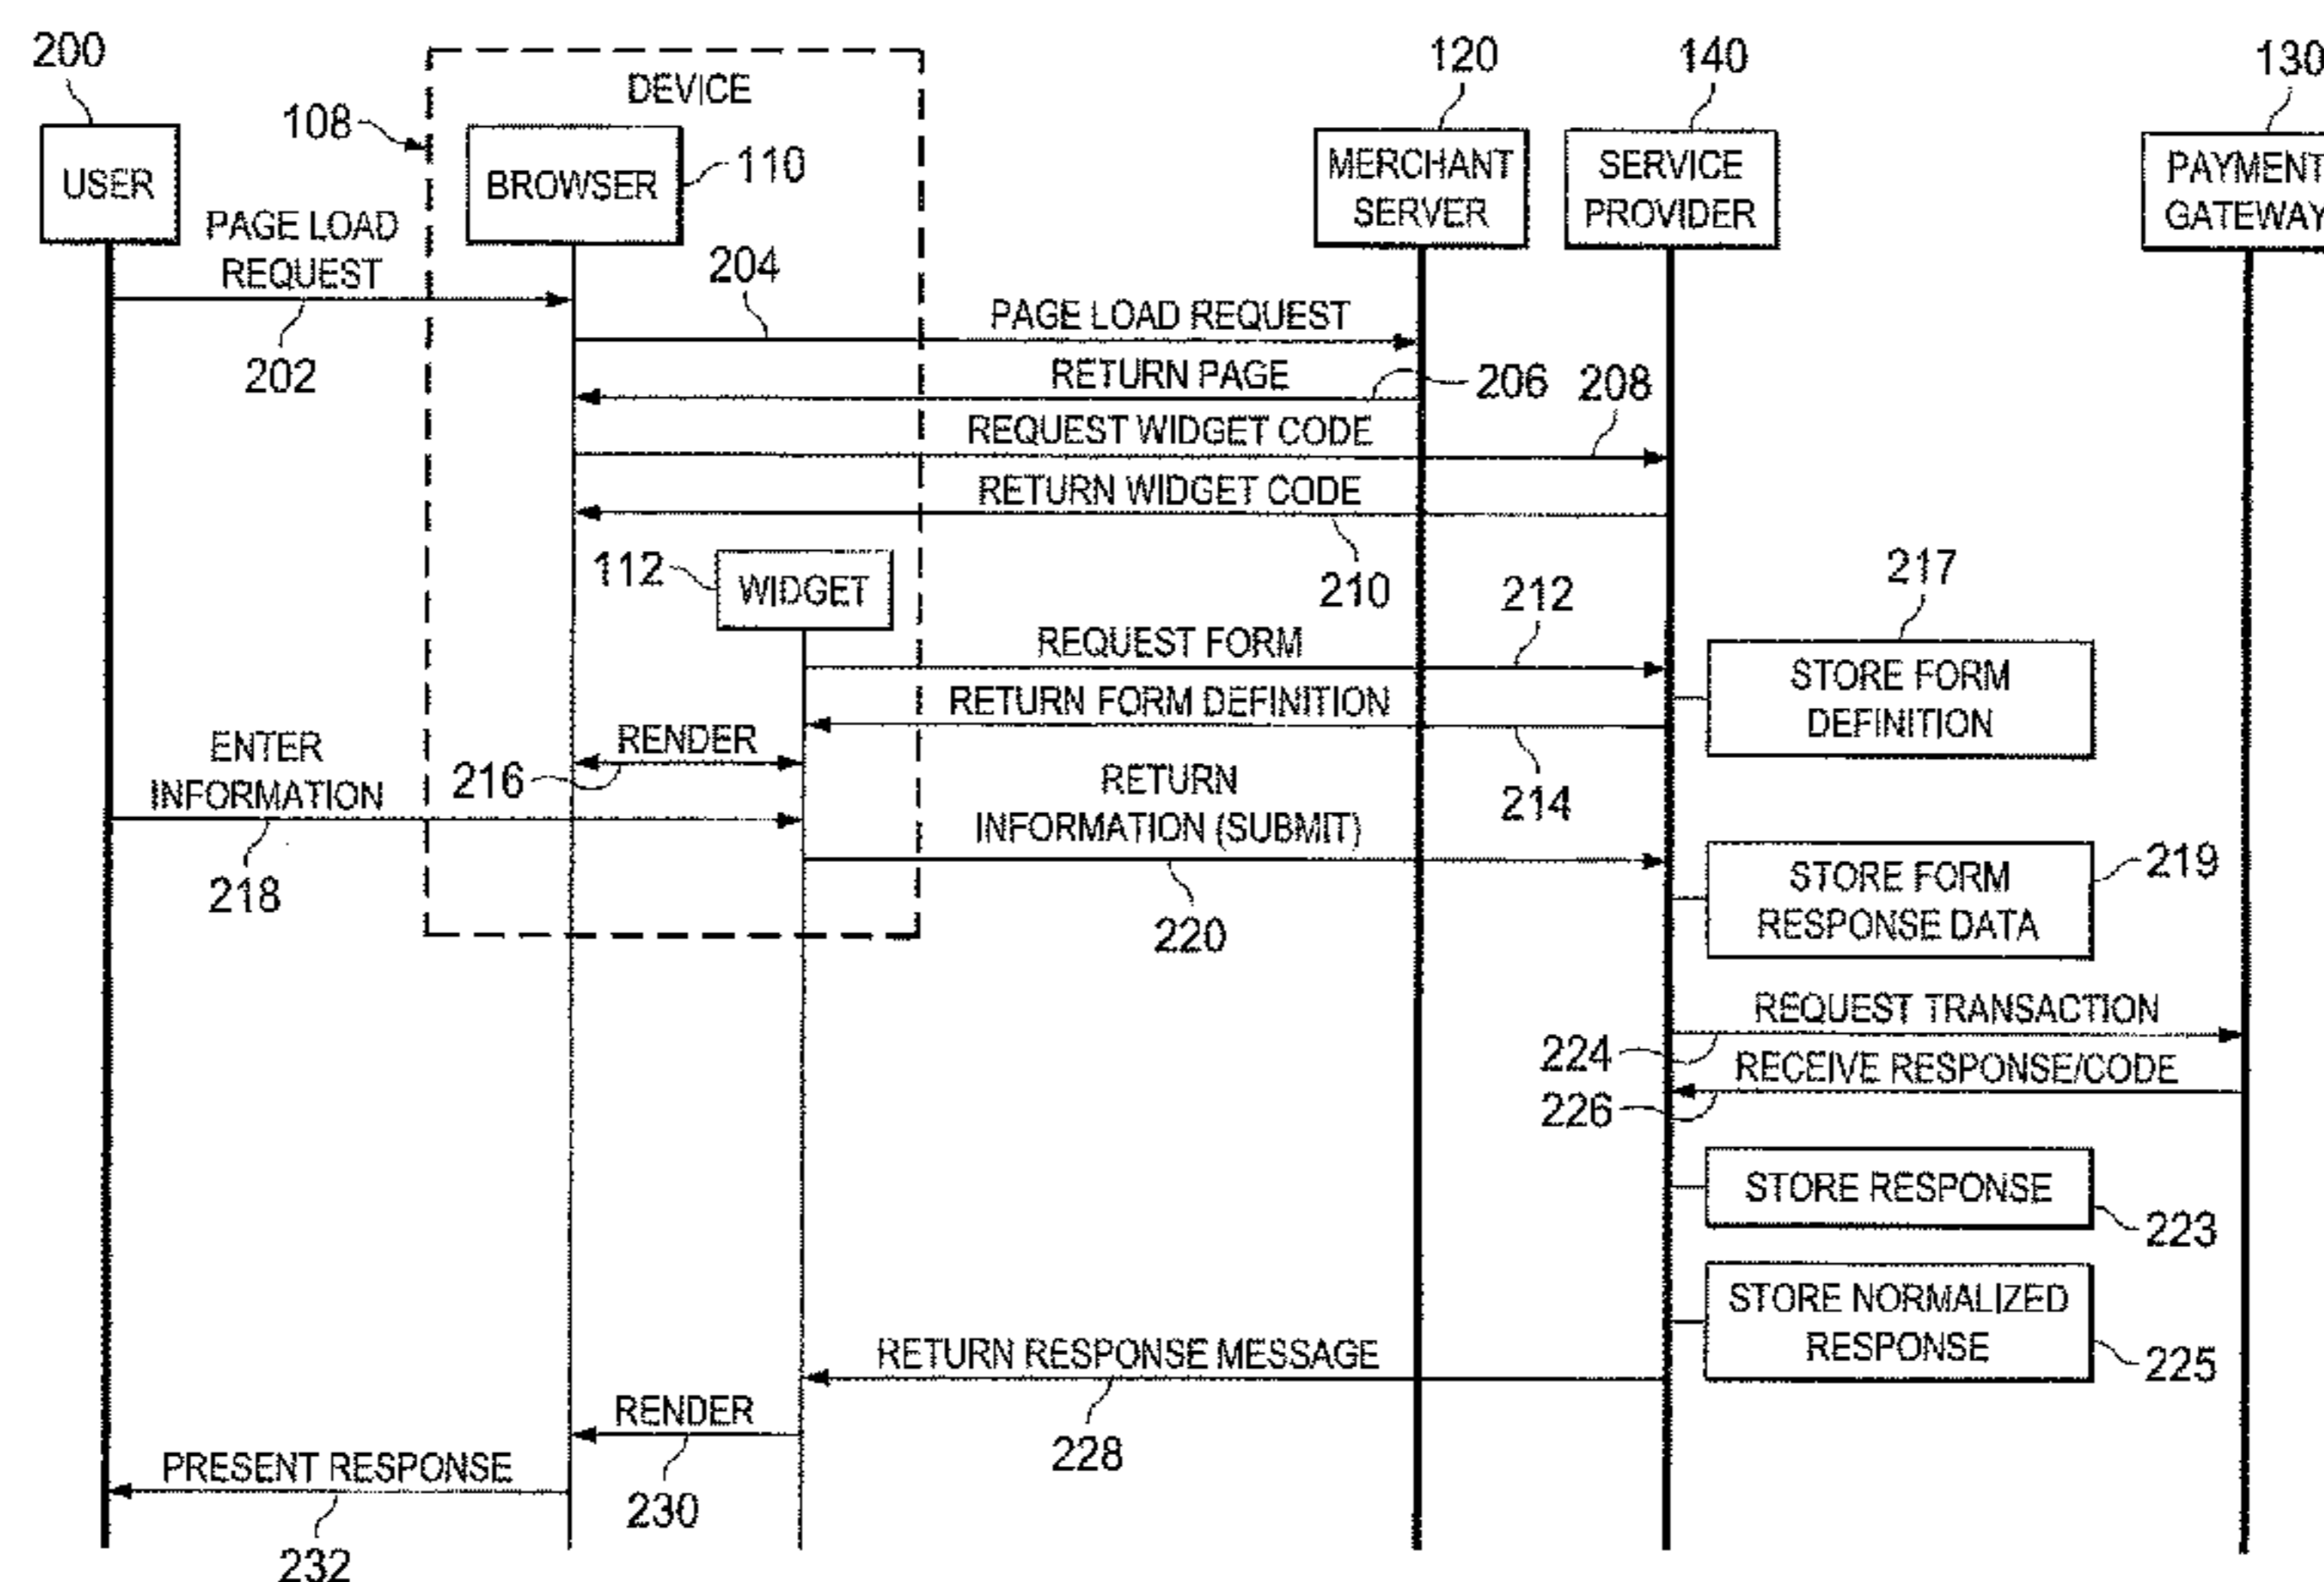 200
120
140
130
DEVICE
108
USER
BROWSER
110
MERCHANT
SERVER
SERVICE
PROVIDER
PAYMENT
GATEWAY
PAGE LOAD
REQUEST
202
204
PAGE LOAD REQUEST
RETURN PAGE
206
208
REQUEST WIDGET CODE
RETURN WIDGET CODE
210
112
WIDGET
212
217
REQUEST FORM
STORE FORM
DEFINITION
RETURN FORM DEFINITION
214
RENDER
216
ENTER
INFORMATION
218
RETURN
INFORMATION (SUBMIT)
220
STORE FORM
RESPONSE DATA
219
REQUEST TRANSACTION
224
RECEIVE RESPONSE/CODE
226
STORE RESPONSE
223
STORE NORMALIZED
RESPONSE
225
RETURN RESPONSE MESSAGE
228
RENDER
230
PRESENT RESPONSE
232